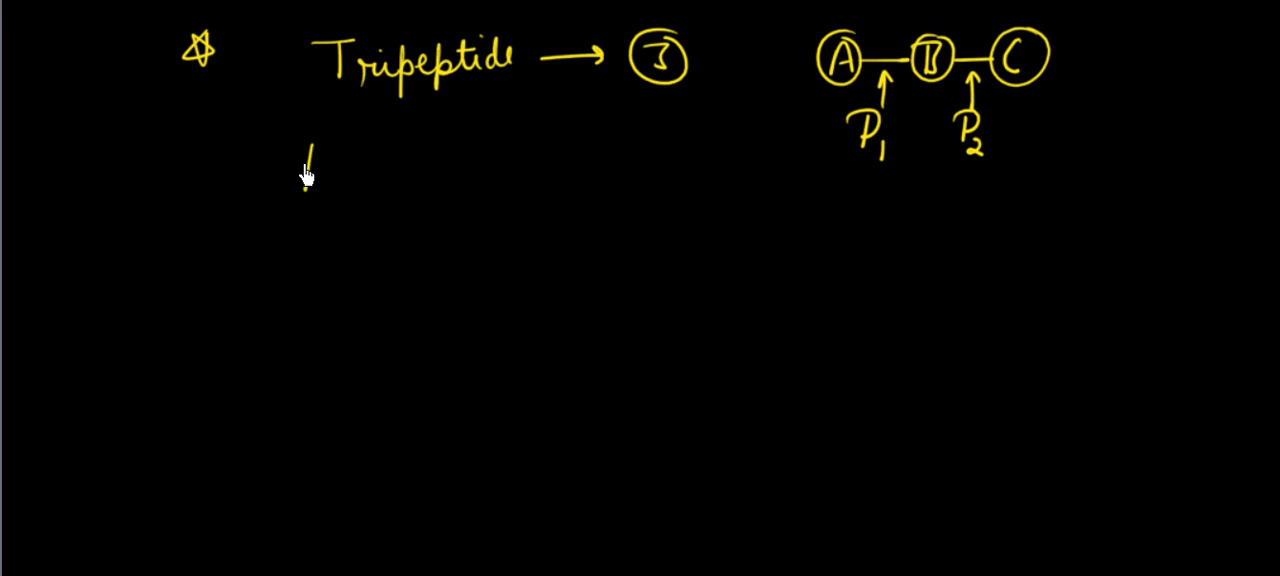 Tripeptide → 3 A — B — C
P1 P2